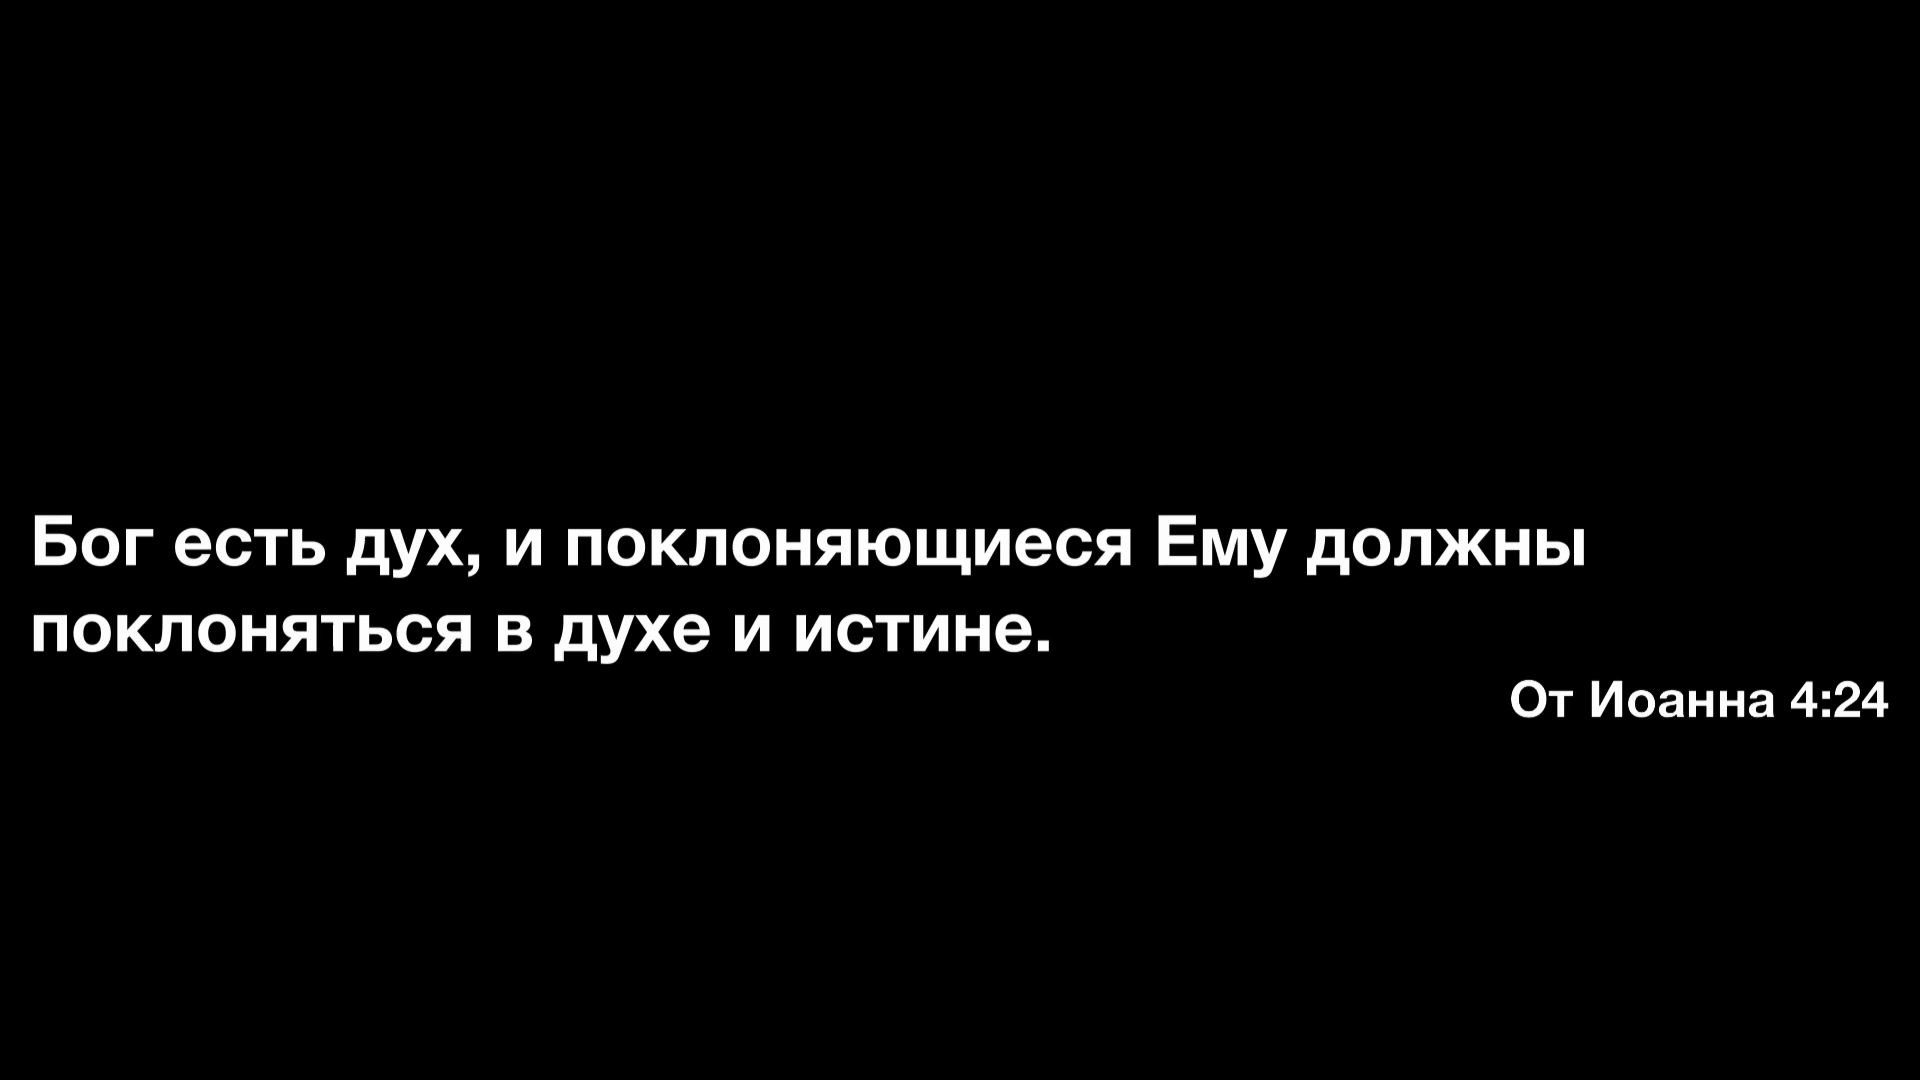 Бог есть дух, и поклоняющиеся Ему должны
поклоняться в духе и истине.
От Иоанна 4:24